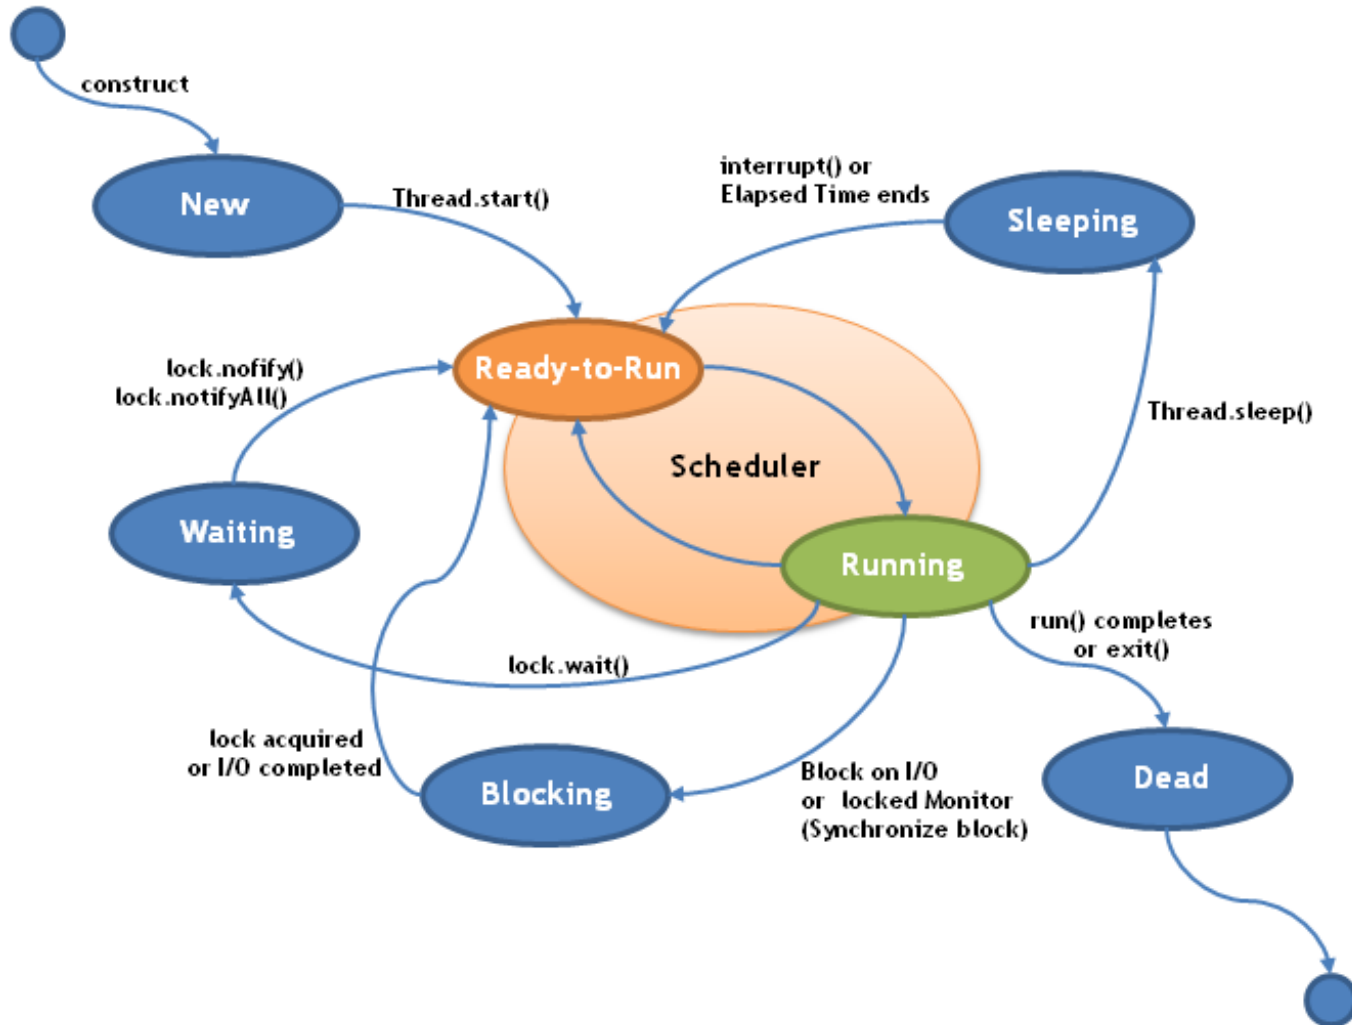 construct
New
Thread.start()
interrupt() or
Elapsed Time ends
Sleeping
lock.nofify()
lock.notifyAll()
Ready-to-Run
Thread.sleep()
Scheduler
Waiting
Running
run() completes
or exit()
lock.wait()
lock acquired
or I/O completed
Blocking
Block on I/O
or locked Monitor
(Synchronize block)
Dead